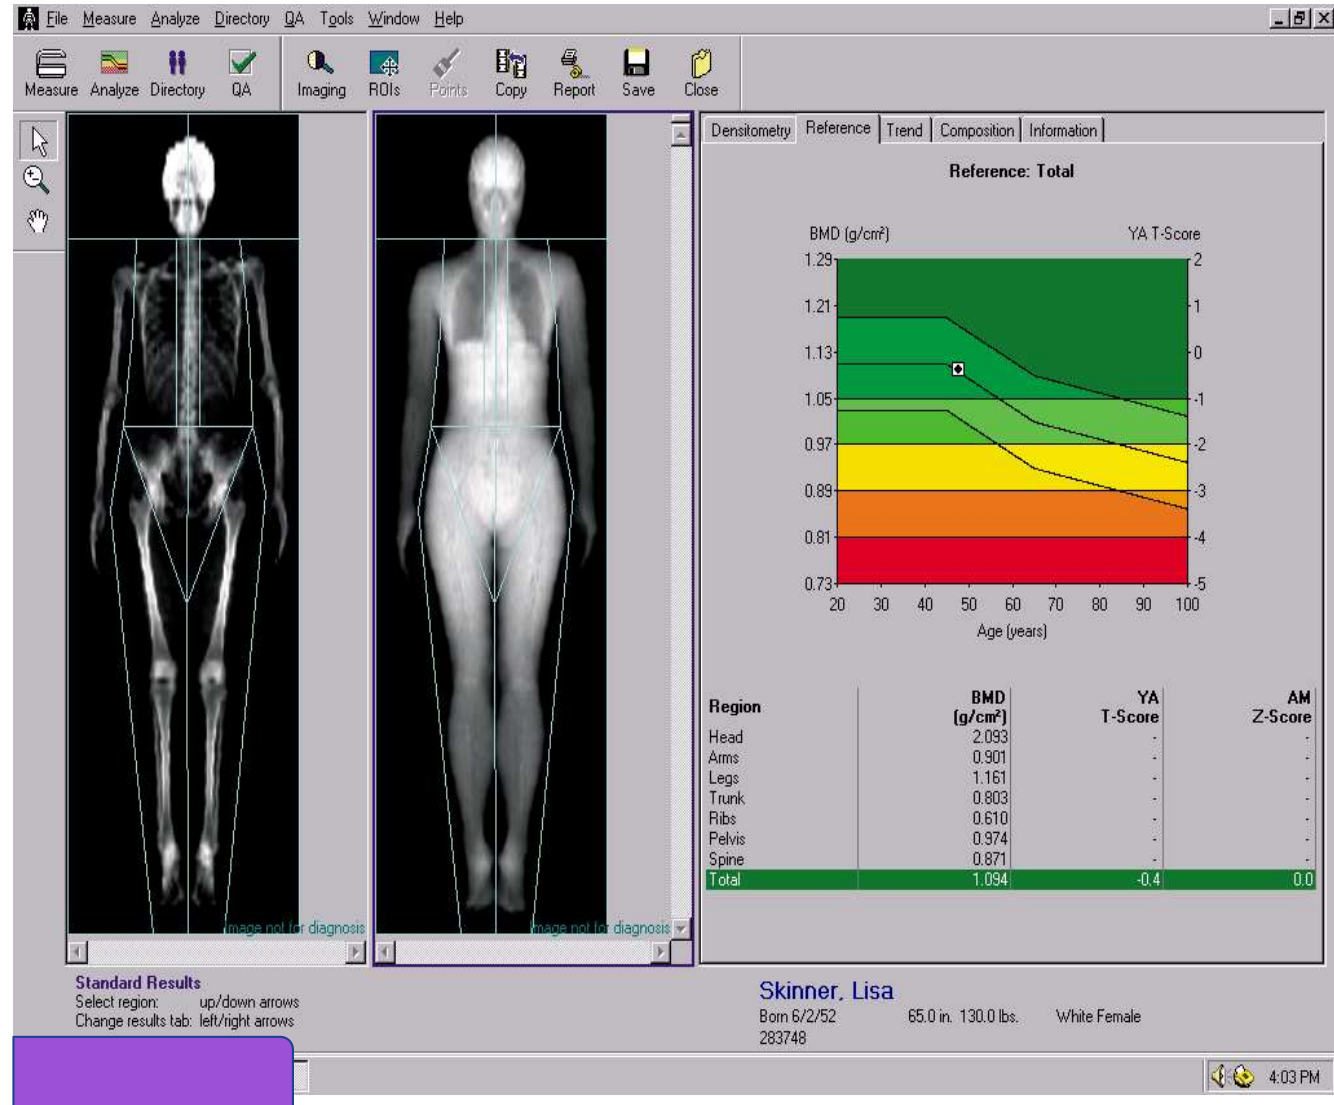 File Measure Analyze Directory QA Tools Window Help
Measure Analyze Directory QA Imaging ROIs Points Copy Report Save Close
Densitometry Reference Trend Composition Information
Reference: Total
BMD (g/cm²) YA T-Score
1.29 2
1.21 1
1.13 0
1.05 -1
0.97 -2
0.89 -3
0.81 -4
0.73 -5
20 30 40 50 60 70 80 90 100
Age (years)
Region BMD (g/cm²) YA T-Score AM Z-Score
Head 2.093 - -
Arms 0.901 - -
Legs 1.161 - -
Trunk 0.803 - -
Ribs 0.610 - -
Pelvis 0.974 - -
Spine 0.871 - -
Total 1.094 -0.4 0.0
Image not for diagnosis
Image not for diagnosis
Standard Results
Select region: up/down arrows
Change results tab: left/right arrows
Skinner, Lisa
Born 6/2/52 65.0 in. 130.0 lbs. White Female
283748
4:03 PM